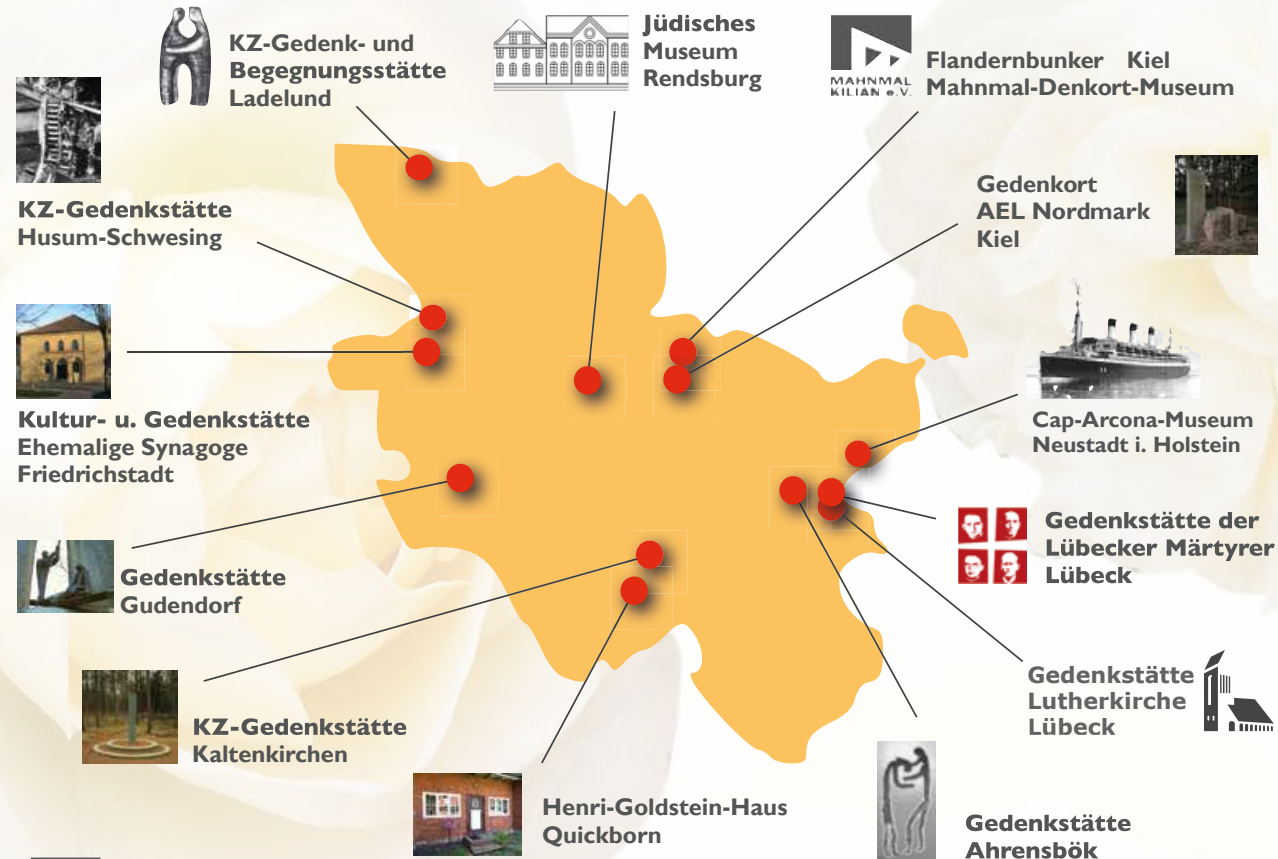 KZ-Gedenk- und
Begegnungsstätte
Ladelund
Jüdisches
Museum
Rendsburg
MAHNMAL
KILIAN e.V.
Flandernbunker Kiel
Mahnmal-Denkort-Museum
KZ-Gedenkstätte
Husum-Schwesing
Gedenkort
AEL Nordmark
Kiel
Kultur- u. Gedenkstätte
Ehemalige Synagoge
Friedrichstadt
Cap-Arcona-Museum
Neustadt i. Holstein
Gedenkstätte der
Lübecker Märtyrer
Lübeck
Gedenkstätte
Gudendorf
Gedenkstätte
Lutherkirche
Lübeck
KZ-Gedenkstätte
Kaltenkirchen
Henri-Goldstein-Haus
Quickborn
Gedenkstätte
Ahrensbök